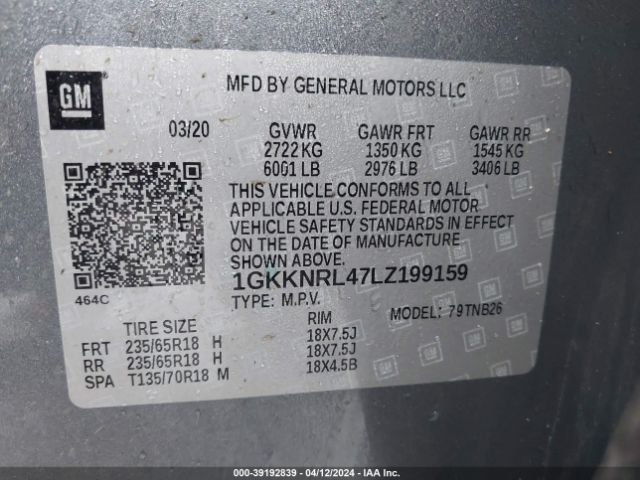 GM
MFD BY GENERAL MOTORS LLC
03/20 GVWR GAWR FRT GAWR RR
2722 KG 1350 KG 1545 KG
6001 LB 2976 LB 3406 LB
THIS VEHICLE CONFORMS TO ALL
APPLICABLE U.S. FEDERAL MOTOR
VEHICLE SAFETY STANDARDS IN EFFECT
ON THE DATE OF MANUFACTURE
SHOWN ABOVE.
464C
1GKKNRL47LZ199159
TYPE: M.P.V. MODEL: 79TNB26
TIRE SIZE RIM
FRT 235/65R18 H 18X7.5J
RR 235/65R18 H 18X7.5J
SPA T135/70R18 M 18X4.5B
000-39192839 - 04/12/2024 - IAA Inc.